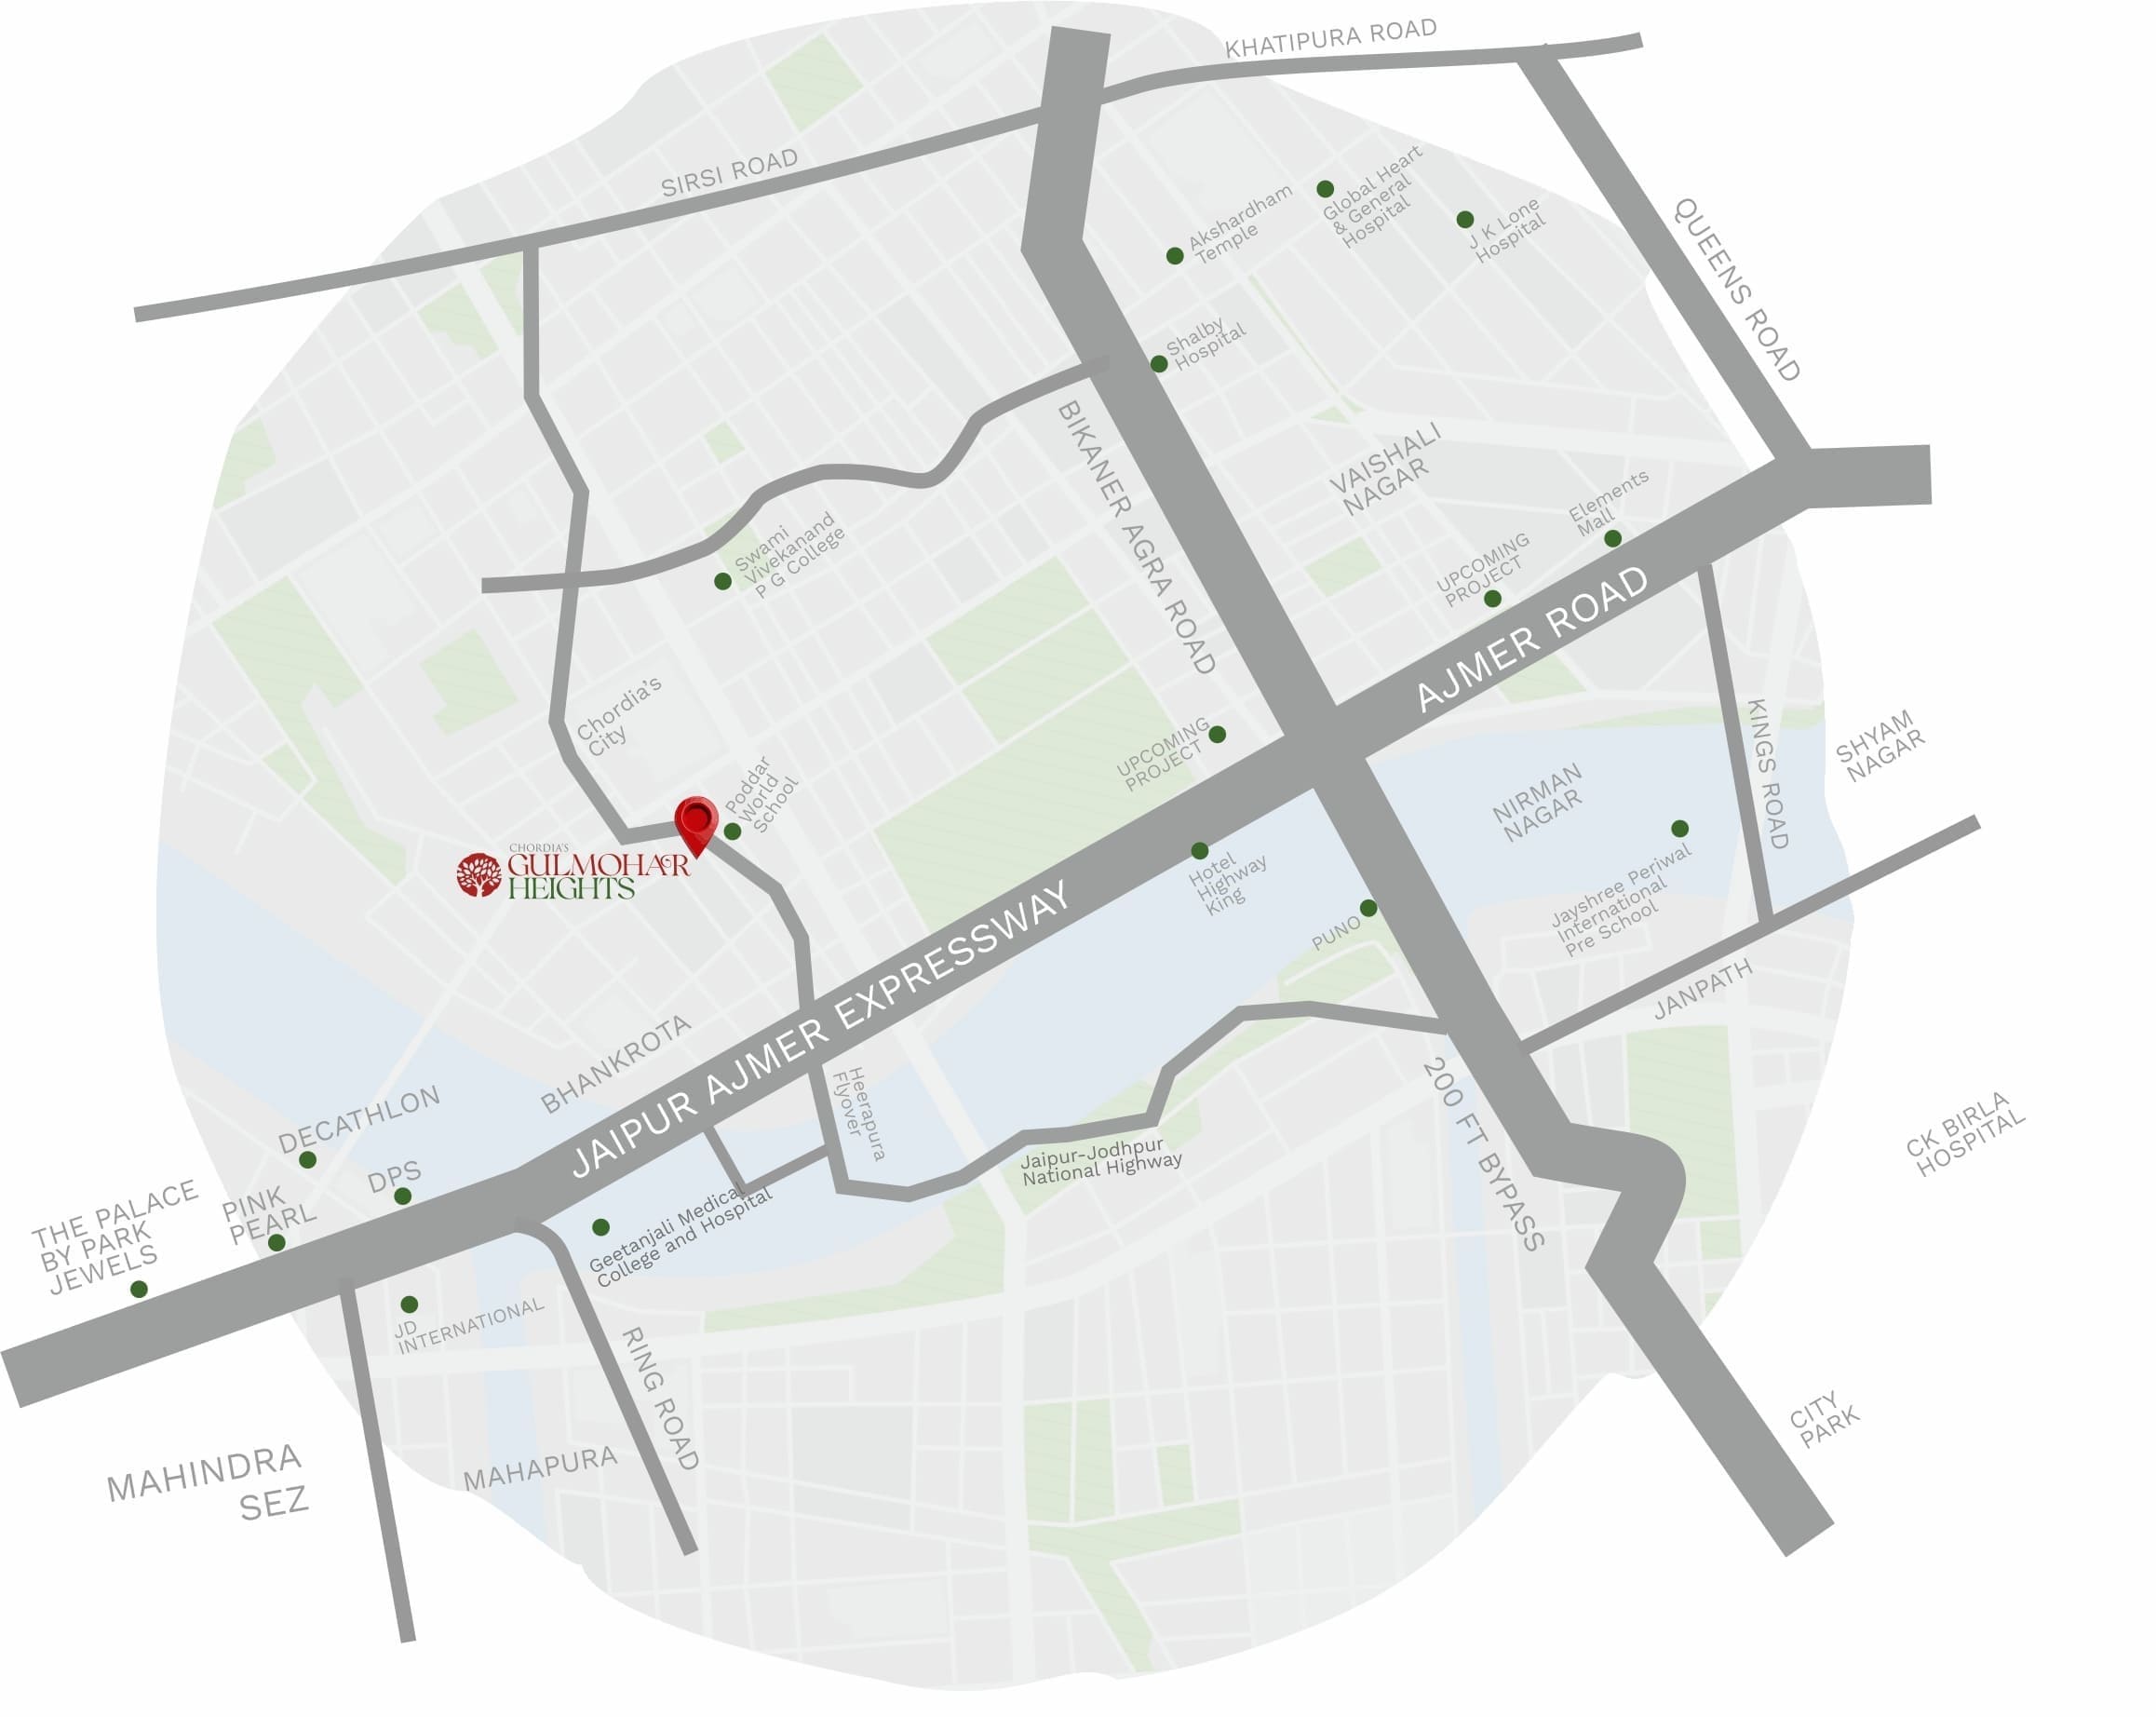 KHATIPURA ROAD
SIRSI ROAD
Global Heart
& General
Hospital
Akshardham
Temple
J K Lone
Hospital
QUEENS ROAD
Shalby
Hospital
BIKANER AGRA ROAD
VAISHALI
NAGAR
Elements
Mall
Swami
Vivekanand
P G College
UPCOMING
PROJECT
AJMER ROAD
Chordia's
City
UPCOMING
PROJECT
KINGS ROAD
SHYAM
NAGAR
Poddar
World
School
NIRMAN
NAGAR
CHORDIA'S
GULMOHAR
HEIGHTS
Hotel
Highway
King
Jayshree Periwal
International
Pre School
PUNO
JAIPUR AJMER EXPRESSWAY
JANPATH
BHANKROTA
Heerapura
Flyover
200 FT BYPASS
DECATHLON
CK BIRLA
HOSPITAL
Jaipur-Jodhpur
National Highway
DPS
PINK
PEARL
THE PALACE
BY PARK
JEWELS
Geetanjali Medical
College and Hospital
JD
INTERNATIONAL
RING ROAD
CITY
PARK
MAHINDRA
SEZ
MAHAPURA